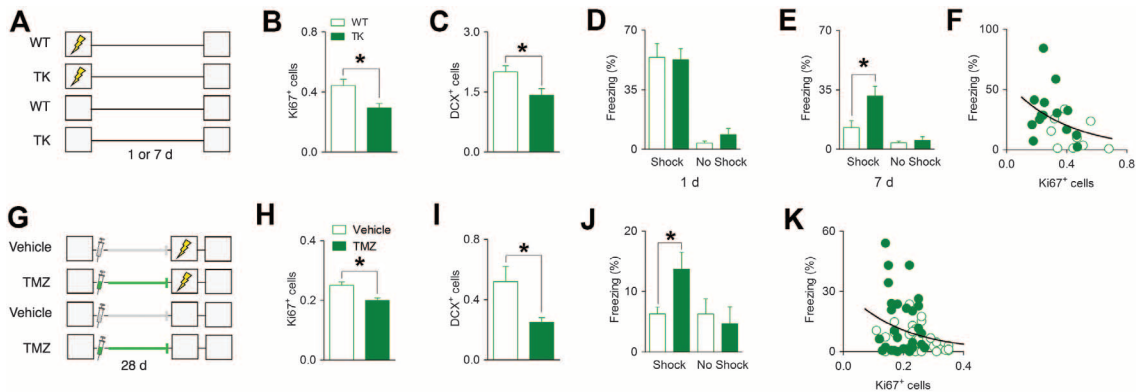 A
WT
TK
WT
TK
1 or 7 d
B
WT
TK
Ki67+ cells
0.8
0.4
0.0
*
C
DCX+ cells
3.0
1.5
0.0
*
D
Freezing (%)
70
35
0
Shock No Shock
1 d
E
Freezing (%)
70
35
0
*
Shock No Shock
7 d
F
Freezing (%)
100
50
0
0.0 0.4 0.8
Ki67+ cells
G
Vehicle
TMZ
Vehicle
TMZ
28 d
H
Vehicle
TMZ
Ki67+ cells
0.4
0.2
0.0
*
I
DCX+ cells
0.8
0.4
0.0
*
J
Freezing (%)
20
10
0
*
Shock No Shock
K
Freezing (%)
60
30
0
0.0 0.2 0.4
Ki67+ cells